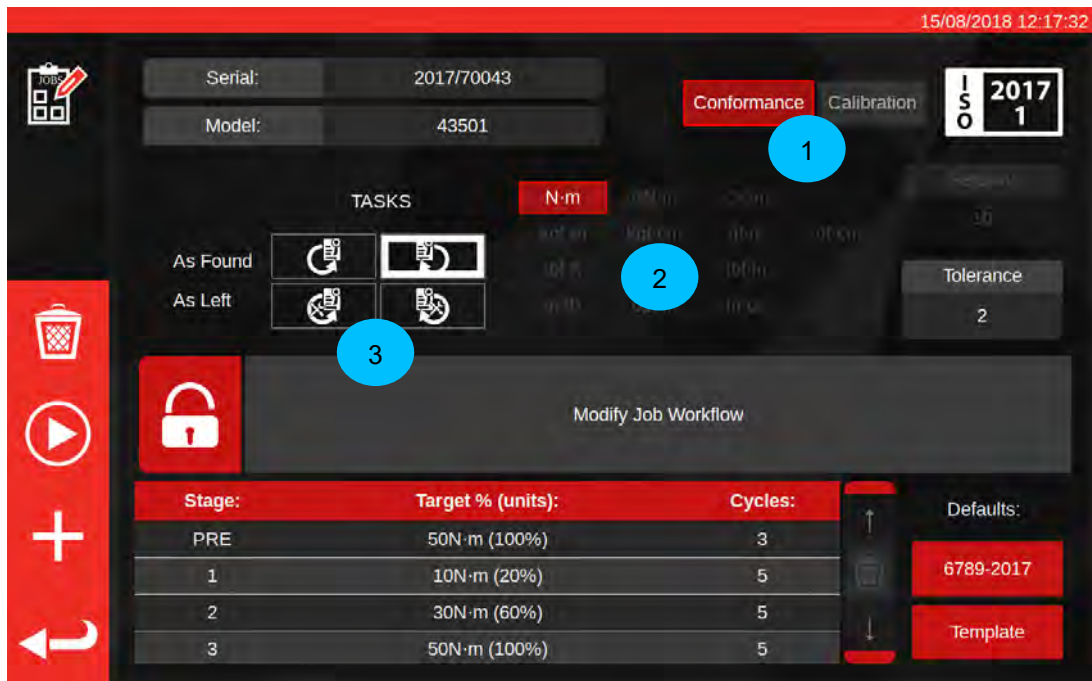 15/08/2018 12:17:32
JOBS
Serial: 2017/70043
Conformance Calibration
ISO 2017 1
Model: 43501
1
TASKS
N·m
As Found
2
Tolerance
As Left
2
3
Modify Job Workflow
Stage: Target % (units): Cycles:
Defaults:
PRE 50N·m (100%) 3
1 10N·m (20%) 5
6789-2017
2 30N·m (60%) 5
Template
3 50N·m (100%) 5